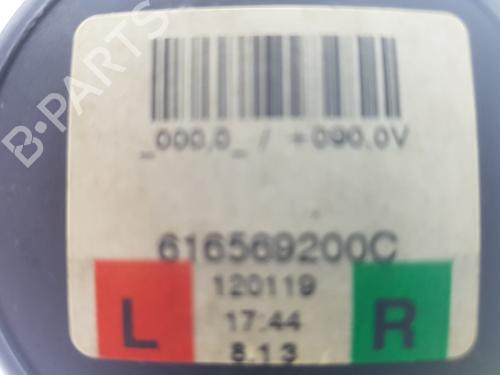 B-PARTS
_000,0_ / +090,0V
616569200C
120119
L 17:44 R
8.13